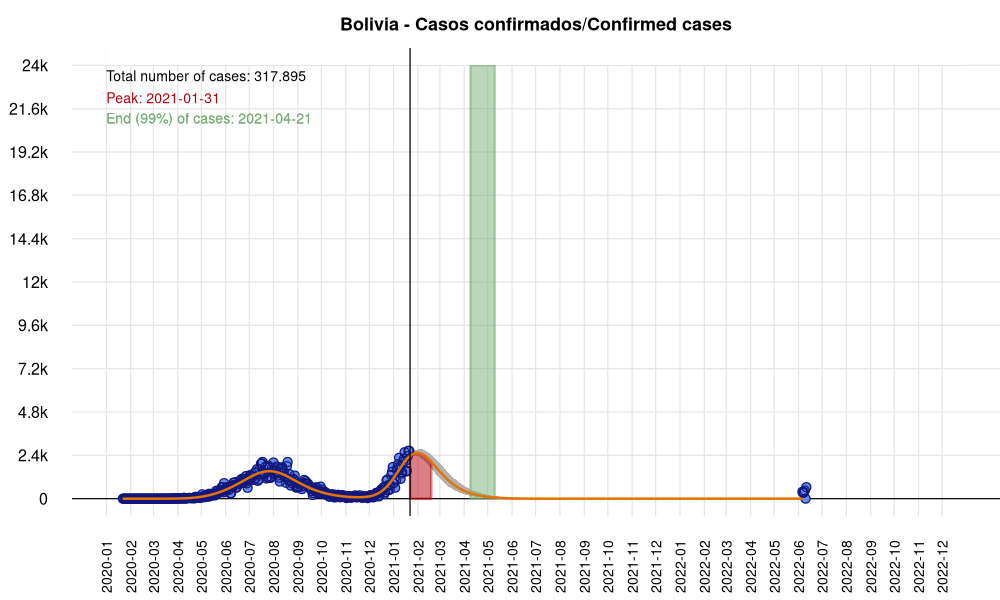 Bolivia - Casos confirmados/Confirmed cases
24k
Total number of cases: 317.895
Peak: 2021-01-31
21.6k
End (99%) of cases: 2021-04-21
19.2k
16.8k
14.4k
12k
9.6k
7.2k
4.8k
2.4k
0
2020-01
2020-02
2020-03
2020-04
2020-05
2020-06
2020-07
2020-08
2020-09
2020-10
2020-11
2020-12
2021-01
2021-02
2021-03
2021-04
2021-05
2021-06
2021-07
2021-08
2021-09
2021-10
2021-11
2021-12
2022-01
2022-02
2022-03
2022-04
2022-05
2022-06
2022-07
2022-08
2022-09
2022-10
2022-11
2022-12